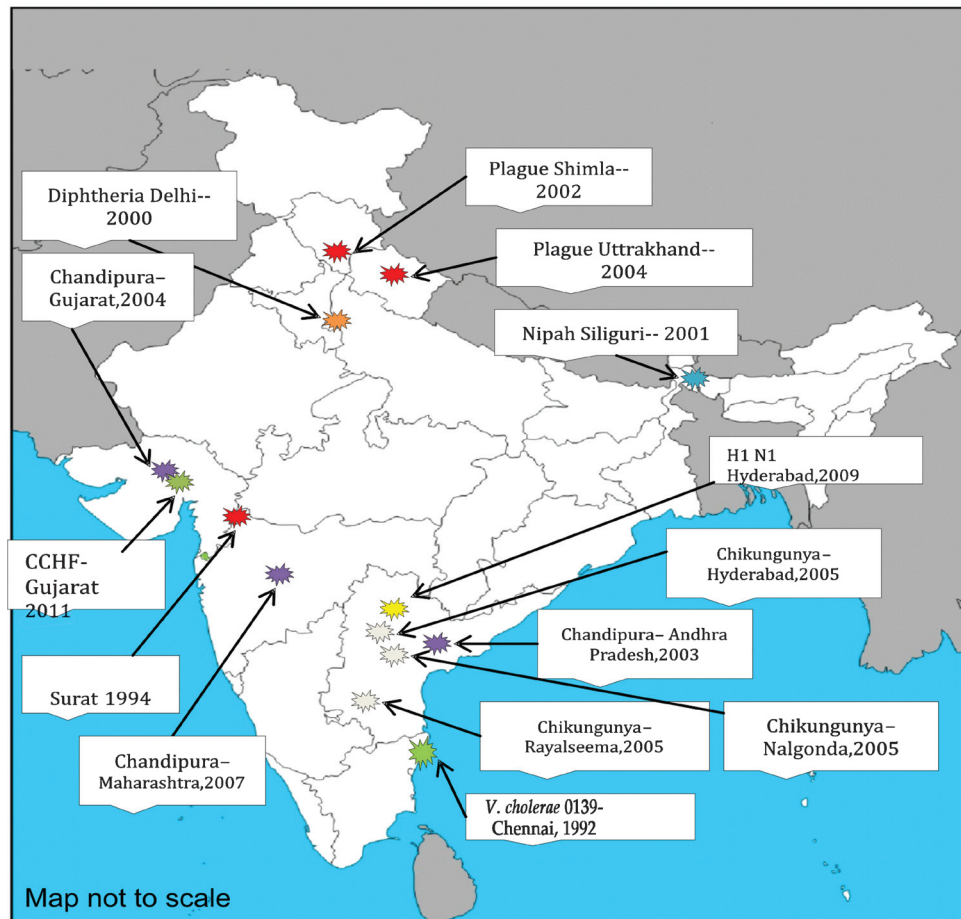 Plague Shimla--
2002
Diphtheria Delhi--
2000
Plague Uttrakhand--
2004
Chandipura–
Gujarat,2004
Nipah Siliguri-- 2001
H1 N1
Hyderabad,2009
Chikungunya–
Hyderabad,2005
CCHF-
Gujarat
2011
Chandipura– Andhra
Pradesh,2003
Surat 1994
Chikungunya–
Rayalseema,2005
Chikungunya–
Nalgonda,2005
Chandipura–
Maharashtra,2007
V. cholerae 0139-
Chennai, 1992
Map not to scale